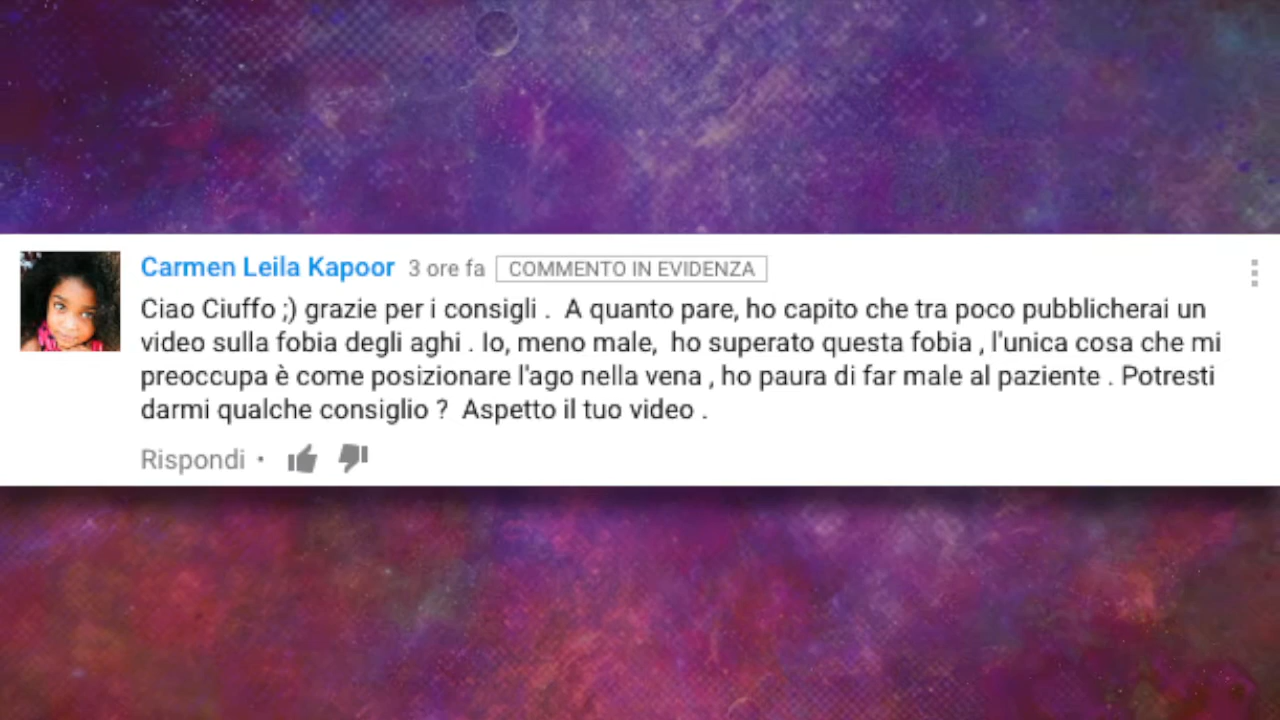 Carmen Leila Kapoor 3 ore fa COMMENTO IN EVIDENZA
Ciao Ciuffo ;) grazie per i consigli .  A quanto pare, ho capito che tra poco pubblicherai un
video sulla fobia degli aghi . Io, meno male,  ho superato questa fobia , l'unica cosa che mi
preoccupa è come posizionare l'ago nella vena , ho paura di far male al paziente . Potresti
darmi qualche consiglio ?  Aspetto il tuo video .
Rispondi •